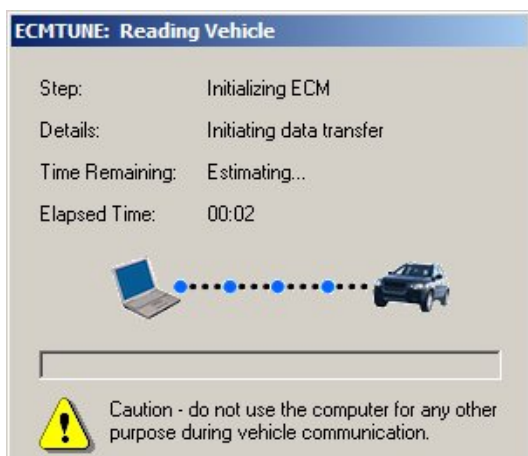 ECMTUNE: Reading Vehicle
Step: Initializing ECM
Details: Initiating data transfer
Time Remaining: Estimating...
Elapsed Time: 00:02
Caution - do not use the computer for any other
purpose during vehicle communication.